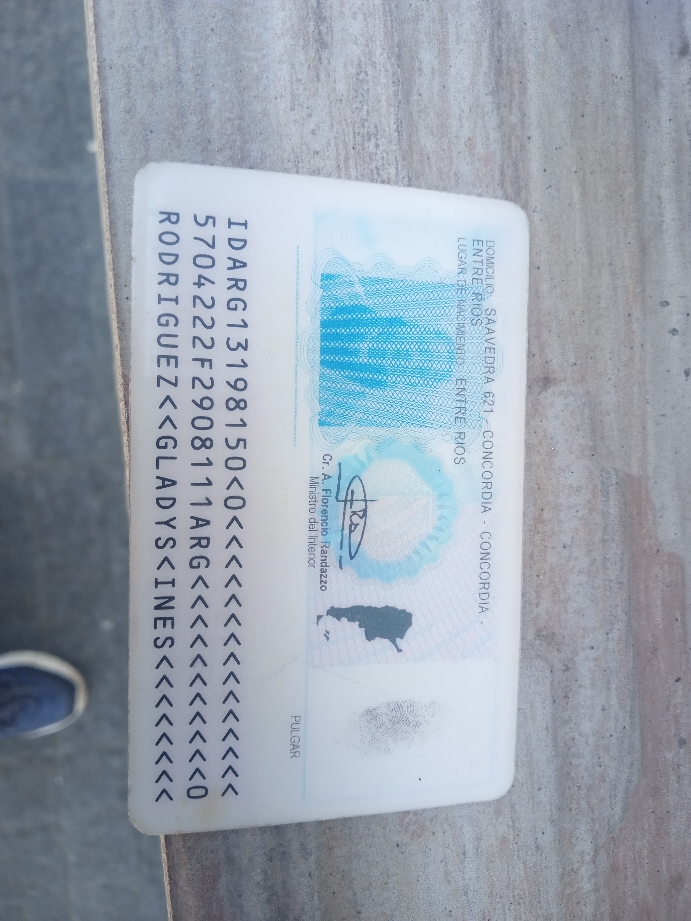 DOMICILIO: SAAVEDRA 621 - CONCORDIA - CONCORDIA -
ENTRE RIOS
LUGAR DE NACIMIENTO: ENTRE RIOS
Cr. A. Florencio Randazzo
Ministro del Interior
PULGAR
IDARG13198150<0<<<<<<<<<<<<<<<
5704222F2908111ARG<<<<<<<<<<<0
RODRIGUEZ<<GLADYS<INES<<<<<<<<